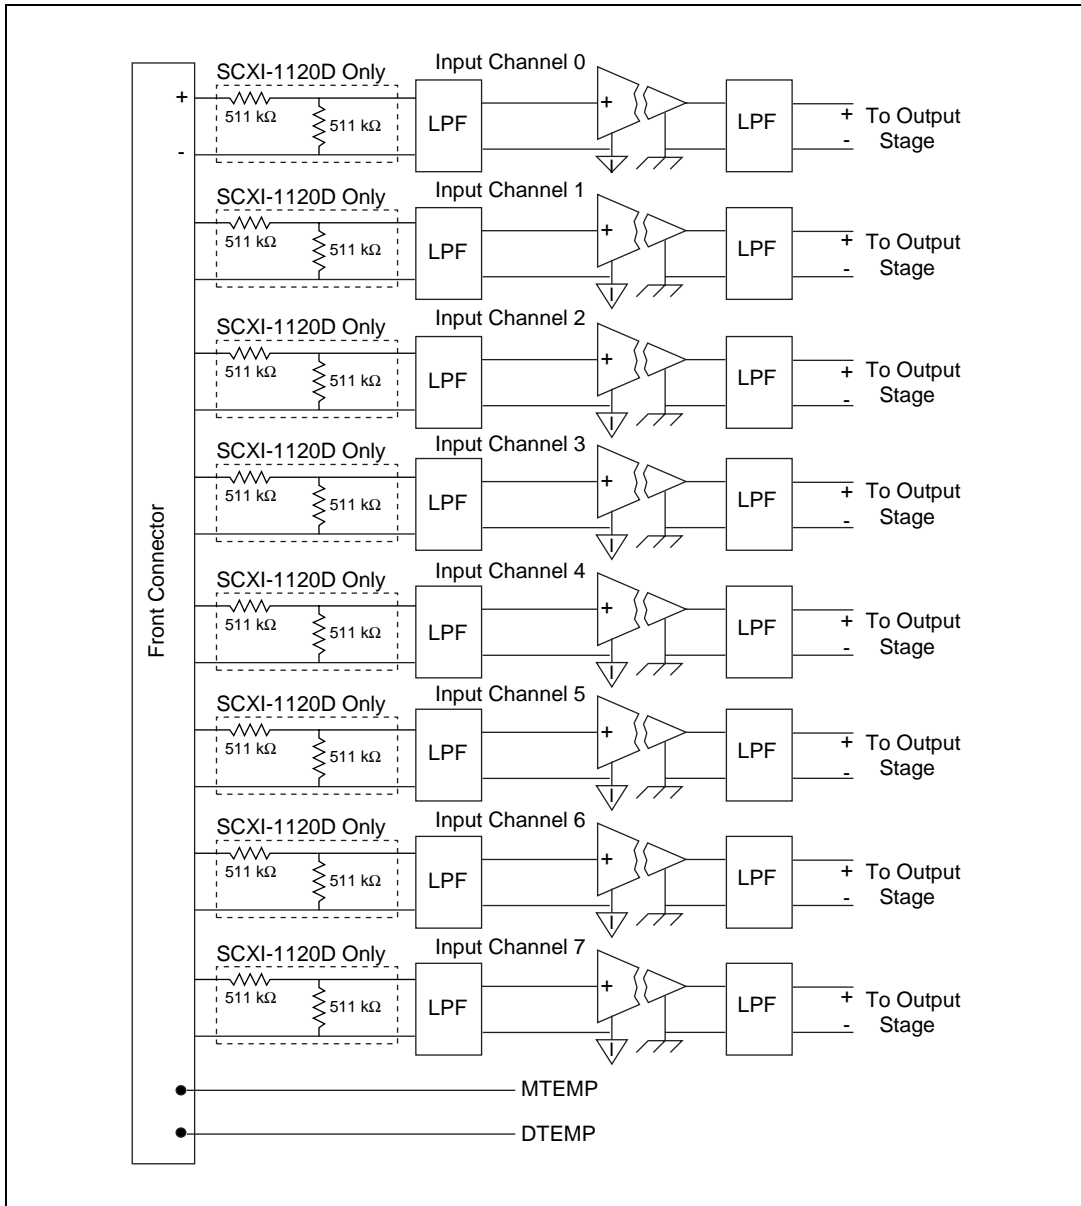 Front Connector
SCXI-1120D Only
Input Channel 0
+
-
511 kΩ
511 kΩ
LPF
+
LPF
+
-
To Output
Stage
SCXI-1120D Only
Input Channel 1
511 kΩ
511 kΩ
LPF
+
LPF
+
-
To Output
Stage
SCXI-1120D Only
Input Channel 2
511 kΩ
511 kΩ
LPF
+
LPF
+
-
To Output
Stage
SCXI-1120D Only
Input Channel 3
511 kΩ
511 kΩ
LPF
+
LPF
+
-
To Output
Stage
SCXI-1120D Only
Input Channel 4
511 kΩ
511 kΩ
LPF
+
LPF
+
-
To Output
Stage
SCXI-1120D Only
Input Channel 5
511 kΩ
511 kΩ
LPF
+
LPF
+
-
To Output
Stage
SCXI-1120D Only
Input Channel 6
511 kΩ
511 kΩ
LPF
+
LPF
+
-
To Output
Stage
SCXI-1120D Only
Input Channel 7
511 kΩ
511 kΩ
LPF
+
LPF
+
-
To Output
Stage
MTEMP
DTEMP